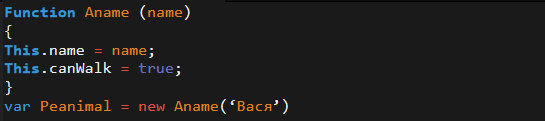 Function Aname (name)
{
This.name = name;
This.canWalk = true;
}
var Peanimal = new Aname(‘Вася’)